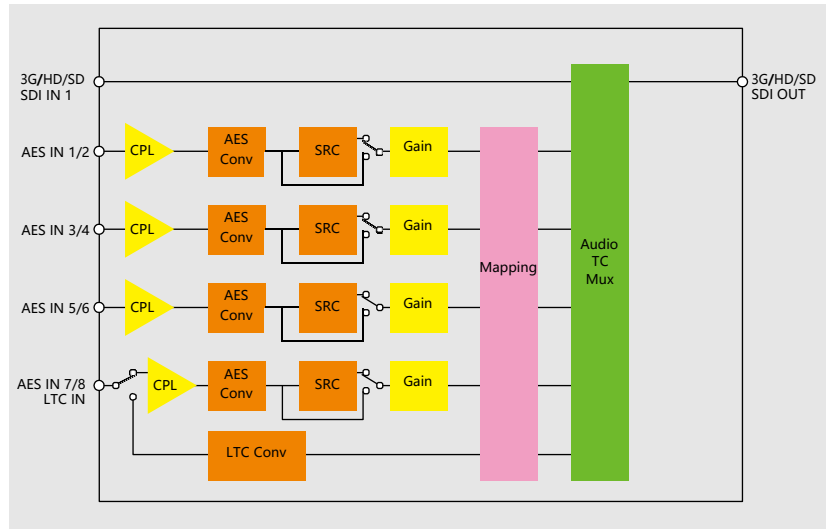 3G/HD/SD
SDI IN 1
3G/HD/SD
SDI OUT
AES IN 1/2
CPL
AES
Conv
SRC
Gain
AES IN 3/4
CPL
AES
Conv
SRC
Gain
Mapping
Audio
TC
Mux
AES IN 5/6
CPL
AES
Conv
SRC
Gain
AES IN 7/8
LTC IN
CPL
AES
Conv
SRC
Gain
LTC Conv